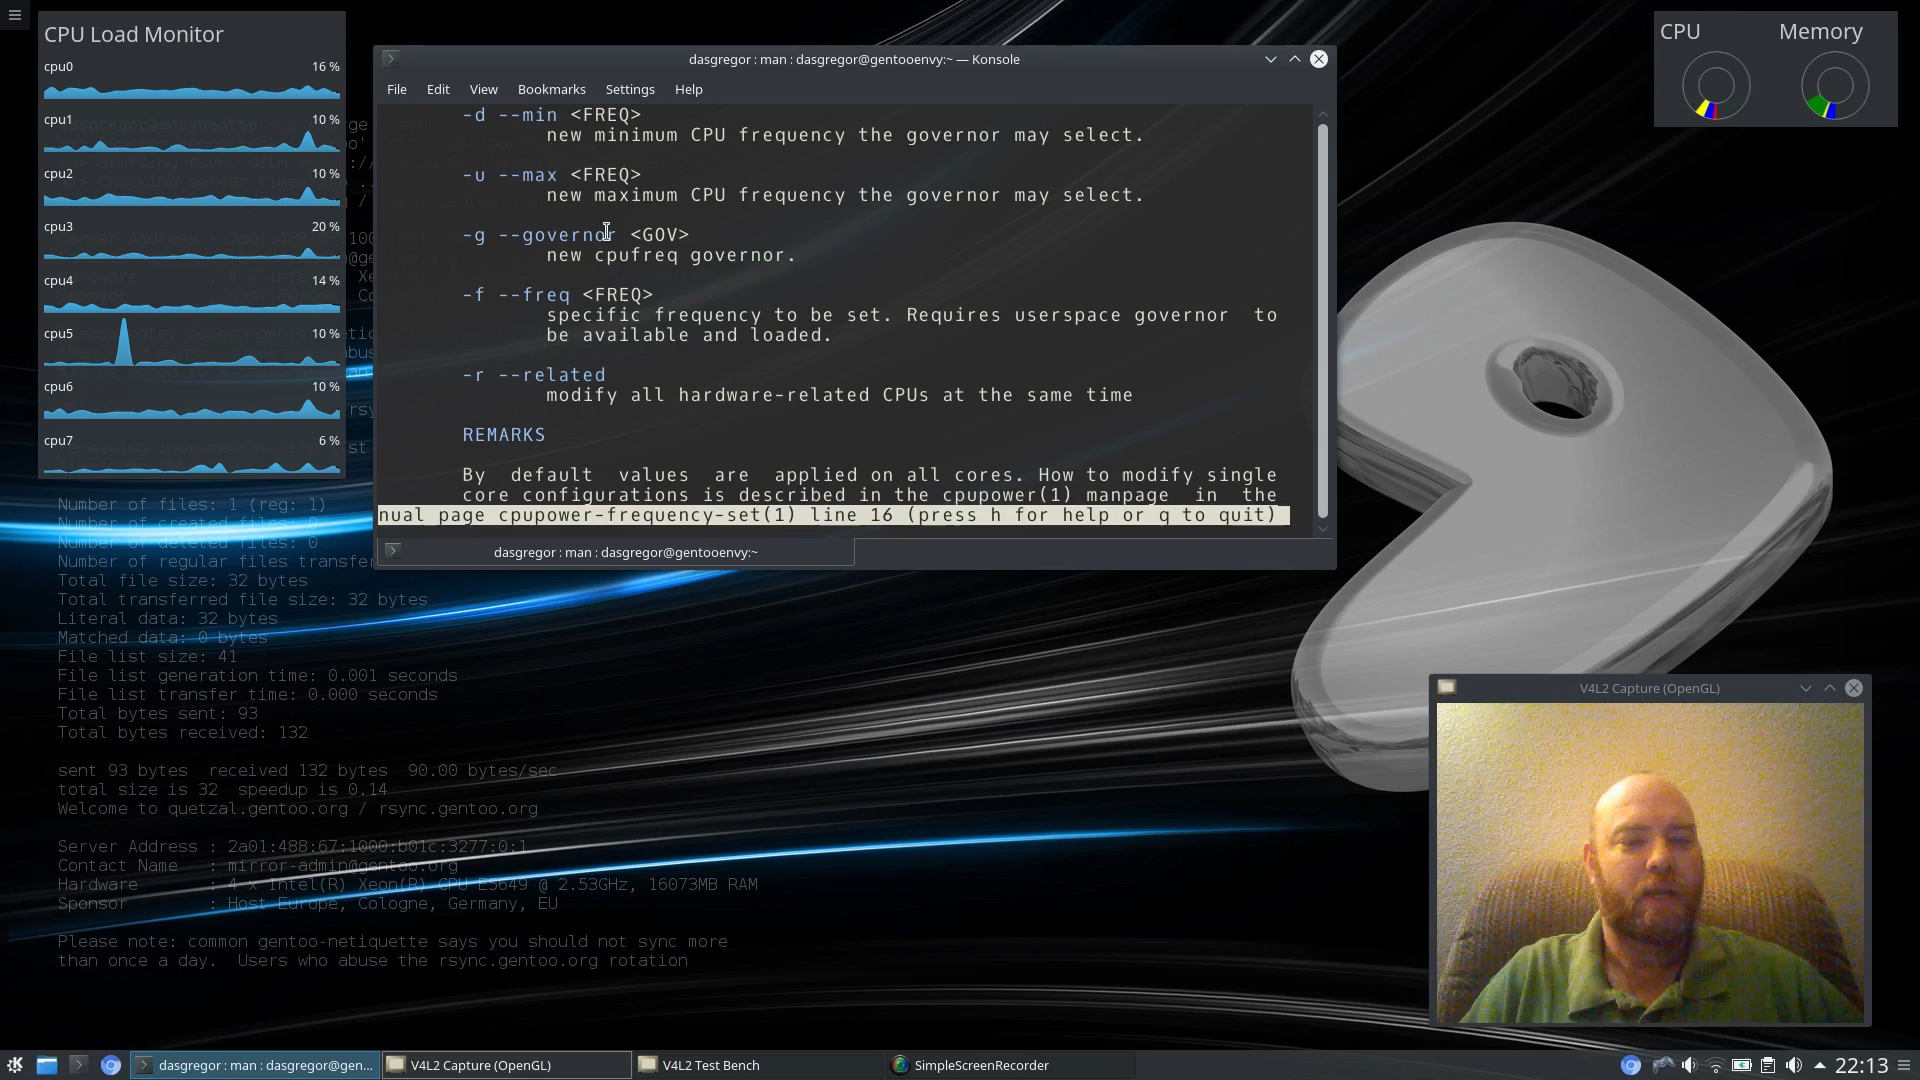 CPU Load Monitor
cpu0 16 %
cpu1 10 %
cpu2 10 %
cpu3 20 %
cpu4 14 %
cpu5 10 %
cpu6 10 %
cpu7 6 %
dasgregor : man : dasgregor@gentooenvy:~ — Konsole
File Edit View Bookmarks Settings Help
-d --min <FREQ>
new minimum CPU frequency the governor may select.
-u --max <FREQ>
new maximum CPU frequency the governor may select.
-g --governor <GOV>
new cpufreq governor.
-f --freq <FREQ>
specific frequency to be set. Requires userspace governor to
be available and loaded.
-r --related
modify all hardware-related CPUs at the same time
REMARKS
By default values are applied on all cores. How to modify single
core configurations is described in the cpupower(1) manpage in the
nual page cpupower-frequency-set(1) line 16 (press h for help or q to quit)
dasgregor : man : dasgregor@gentooenvy:~
CPU Memory
Number of files: 1 (reg: 1)
Number of created files: 0
Number of deleted files: 0
Number of regular files transfer
Total file size: 32 bytes
Total transferred file size: 32 bytes
Literal data: 32 bytes
Matched data: 0 bytes
File list size: 41
File list generation time: 0.001 seconds
File list transfer time: 0.000 seconds
Total bytes sent: 93
Total bytes received: 132
sent 93 bytes received 132 bytes 90.00 bytes/sec
total size is 32 speedup is 0.14
Welcome to quetzal.gentoo.org / rsync.gentoo.org
Server Address : 2a01:488:67:1000:b01c:3277:0:1
Contact Name : mirror-admin@gentoo.org
Hardware : 4 x Intel(R) Xeon(R) CPU E5649 @ 2.53GHz, 16073MB RAM
Sponsor : Host Europe, Cologne, Germany, EU
Please note: common gentoo-netiquette says you should not sync more
than once a day. Users who abuse the rsync.gentoo.org rotation
V4L2 Capture (OpenGL)
dasgregor : man : dasgregor@gen...
V4L2 Capture (OpenGL)
V4L2 Test Bench
SimpleScreenRecorder
22:13